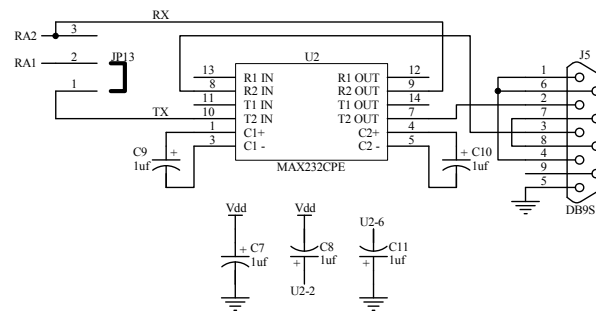 RX
RA2
3
RA1
2
JP13
1
TX
U2
13 R1 IN R1 OUT 12
8 R2 IN R2 OUT 9
11 T1 IN T1 OUT 14
10 T2 IN T2 OUT 7
1 C1+ C2+ 4
3 C1 - C2 - 5
MAX232CPE
C9
1uf
+
C10
1uf
+
J5
1
6
2
7
3
8
4
9
5
DB9S
Vdd
+ C7
1uf
Vdd
C8
1uf
+
U2-2
U2-6
C11
1uf
+